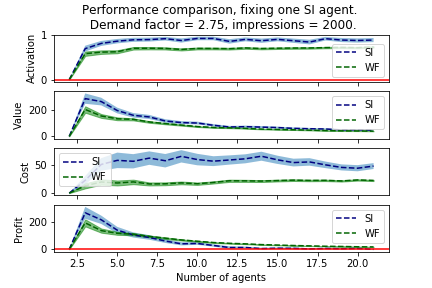 Performance comparison, fixing one SI agent.
Demand factor = 2.75, impressions = 2000.
Activation
1
0
SI
WF
Value
200
0
SI
WF
Cost
50
0
SI
WF
Profit
200
0
SI
WF
2.5 5.0 7.5 10.0 12.5 15.0 17.5 20.0
Number of agents